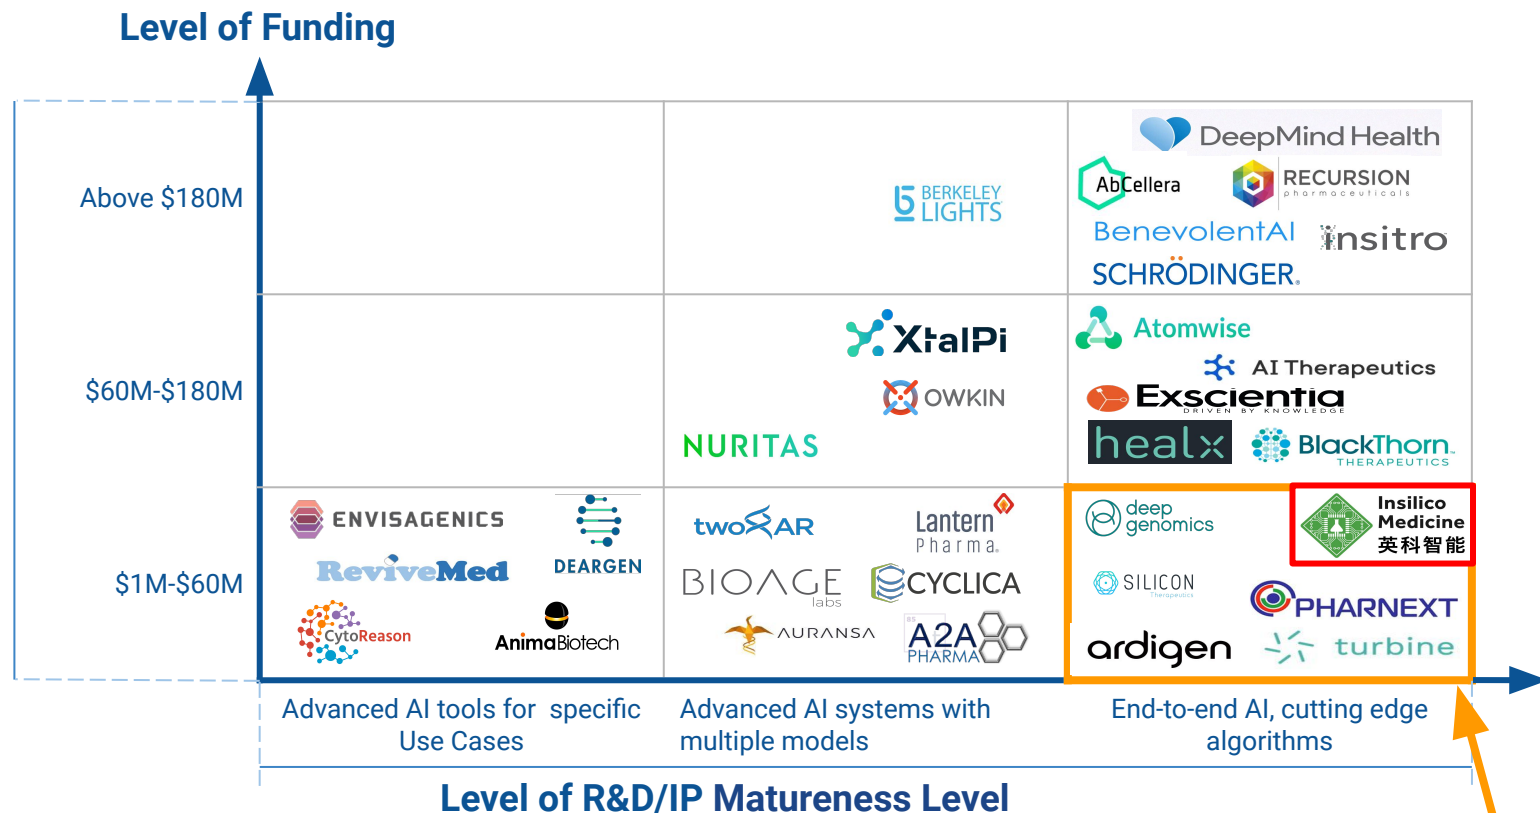 Level of Funding
Above $180M
BERKELEY
LIGHTS
DeepMind Health
AbCellera
RECURSION
pharmaceuticals
BenevolentAI
insitro
SCHRÖDINGER®
$60M-$180M
XtalPi
OWKIN
NURITAS
Atomwise
AI Therapeutics
Exscientia
DRIVEN BY KNOWLEDGE
healx
BlackThorn™
THERAPEUTICS
$1M-$60M
ENVISAGENICS
DEARGEN
ReviveMed
CytoReason
AnimaBiotech
twoXAR
Lantern
Pharma®
BIOAGE
labs
CYCLICA
AURANSA
A2A
PHARMA
deep
genomics
Insilico
Medicine
英科智能
SILICON
Therapeutics
PHARNEXT
ardigen
turbine
Advanced AI tools for specific
Use Cases
Advanced AI systems with
multiple models
End-to-end AI, cutting edge
algorithms
Level of R&D/IP Matureness Level